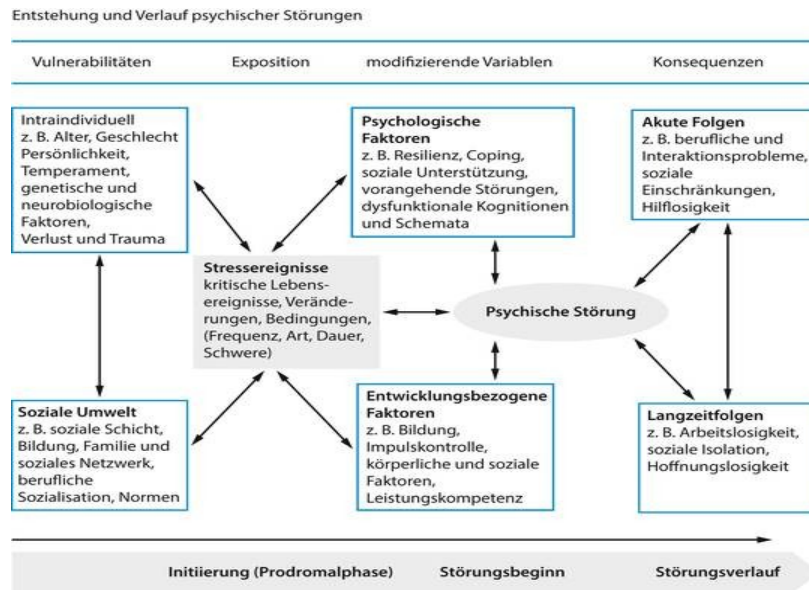 Entstehung und Verlauf psychischer Störungen
Vulnerabilitäten
Exposition
modifizierende Variablen
Konsequenzen
Intraindividuell
z. B. Alter, Geschlecht
Persönlichkeit,
Temperament,
genetische und
neurobiologische
Faktoren,
Verlust und Trauma
Psychologische
Faktoren
z. B. Resilienz, Coping,
soziale Unterstützung,
vorangehende Störungen,
dysfunktionale Kognitionen
und Schemata
Akute Folgen
z. B. berufliche und
Interaktionsprobleme,
soziale
Einschränkungen,
Hilflosigkeit
Stressereignisse
kritische Lebens-
ereignisse, Verände-
rungen, Bedingungen,
(Frequenz, Art, Dauer,
Schwere)
Psychische Störung
Soziale Umwelt
z. B. soziale Schicht,
Bildung, Familie und
soziales Netzwerk,
berufliche
Sozialisation, Normen
Entwicklungsbezogene
Faktoren
z. B. Bildung,
Impulskontrolle,
körperliche und soziale
Faktoren,
Leistungskompetenz
Langzeitfolgen
z. B. Arbeitslosigkeit,
soziale Isolation,
Hoffnungslosigkeit
Initiierung (Prodromalphase)
Störungsbeginn
Störungsverlauf